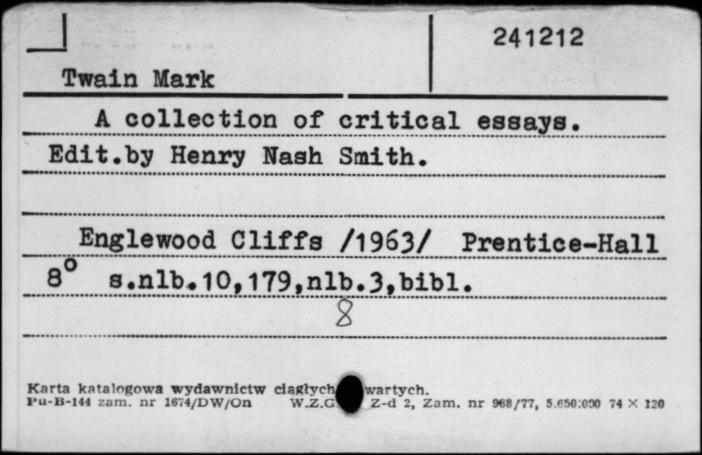 241212
Twain Mark
A collection of critical essays.
Edit.by Henry Nash Smith.
Englewood Cliffs /1963/ Prentice-Hall
8° s.nlb.10,179,nlb.3,bibl.
8
Karta katalogowa wydawnictw ciągłych wartych.
Pu-B-144 zam. nr 1674/DW/On W.Z.G Z-d 2, Zam. nr 968/77, 5.650.000 74 × 120